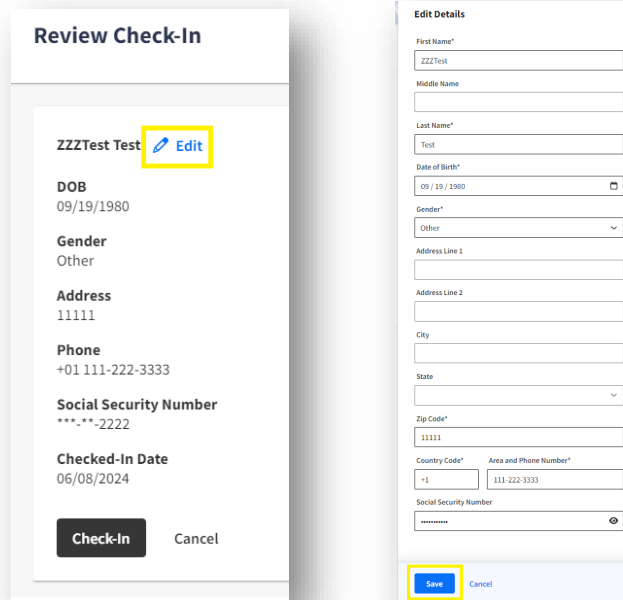 Review Check-In
ZZZTest Test Edit
DOB
09/19/1980
Gender
Other
Address
11111
Phone
+01 111-222-3333
Social Security Number
***-**-2222
Checked-In Date
06/08/2024
Check-In Cancel
Edit Details
First Name*
ZZZTest
Middle Name
Last Name*
Test
Date of Birth*
09 / 19 / 1980
Gender*
Other
Address Line 1
Address Line 2
City
State
Zip Code*
11111
Country Code* Area and Phone Number*
+1 111-222-3333
Social Security Number
•••••••••••
Save Cancel